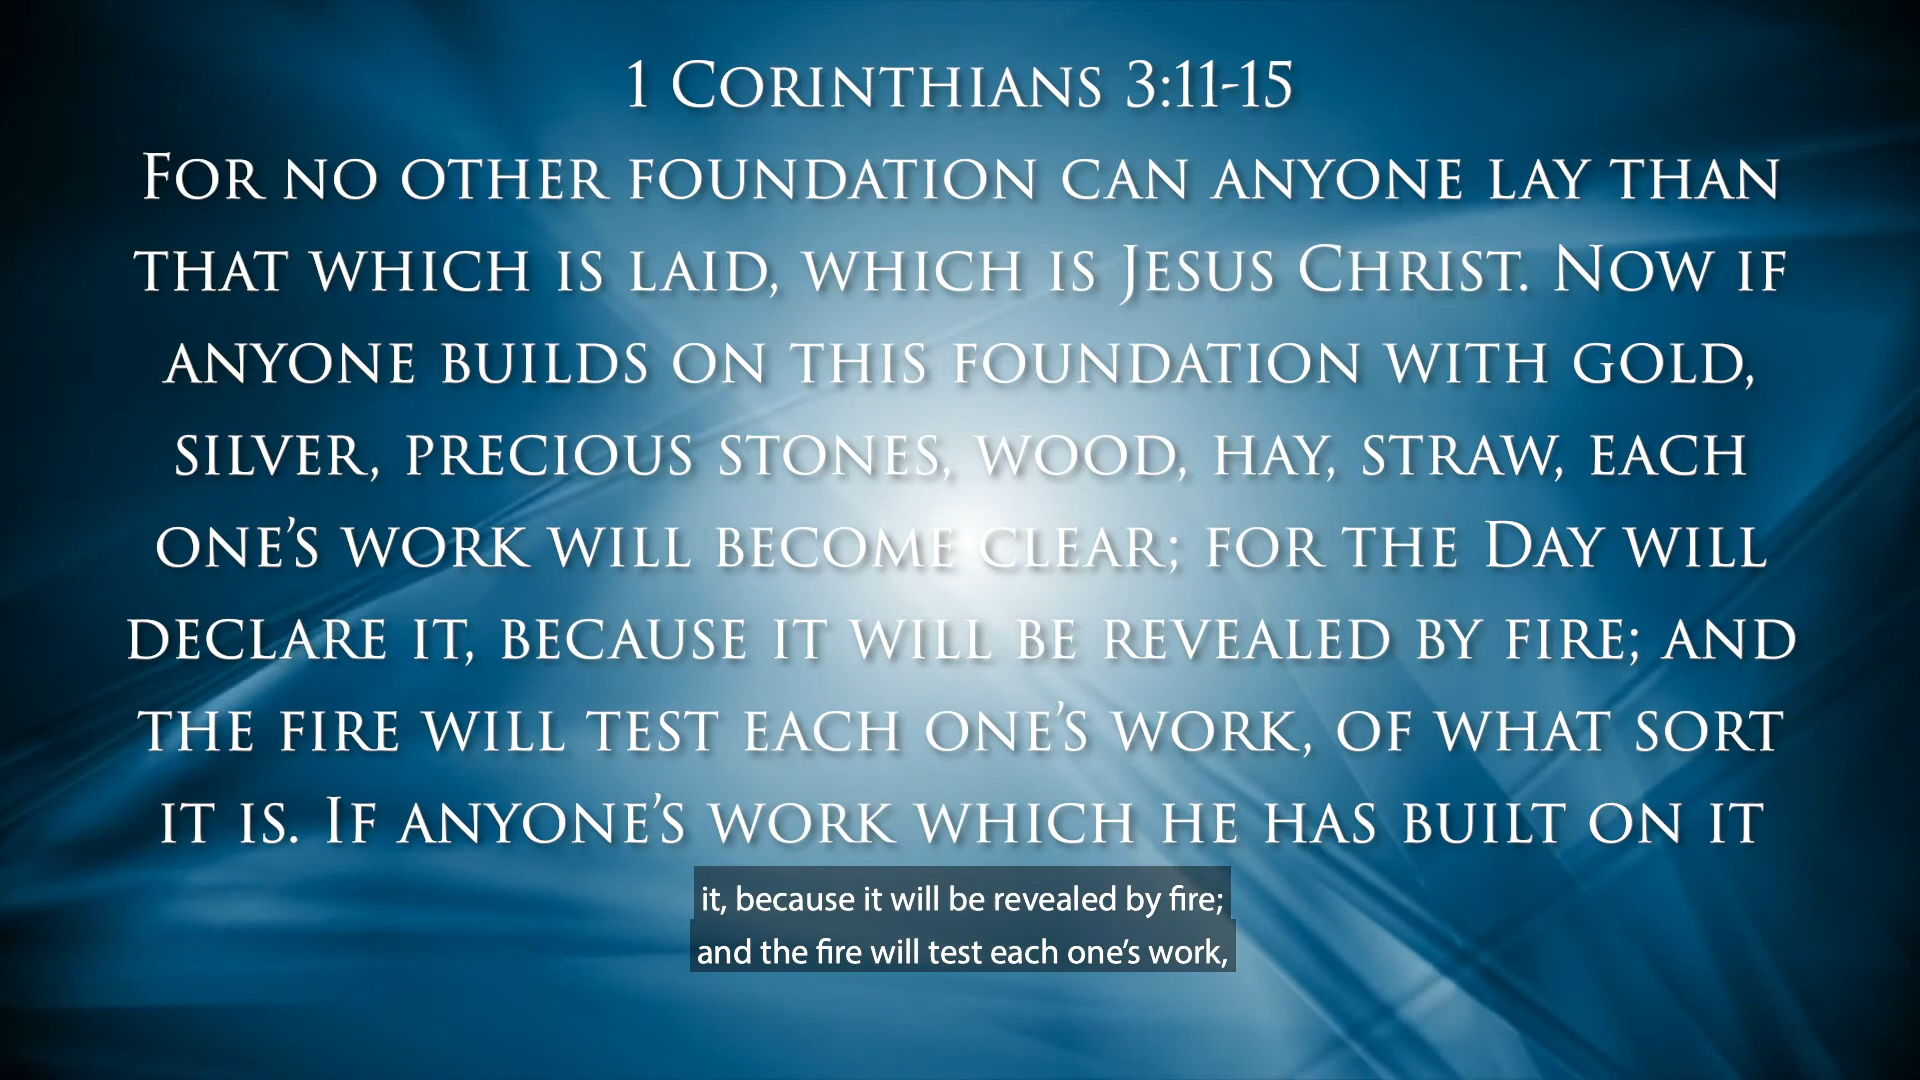 1 Corinthians 3:11-15
For no other foundation can anyone lay than
that which is laid, which is Jesus Christ. Now if
anyone builds on this foundation with gold,
silver, precious stones, wood, hay, straw, each
one’s work will become clear; for the Day will
declare it, because it will be revealed by fire; and
the fire will test each one’s work, of what sort
it is. If anyone’s work which he has built on it
it, because it will be revealed by fire;
and the fire will test each one’s work,